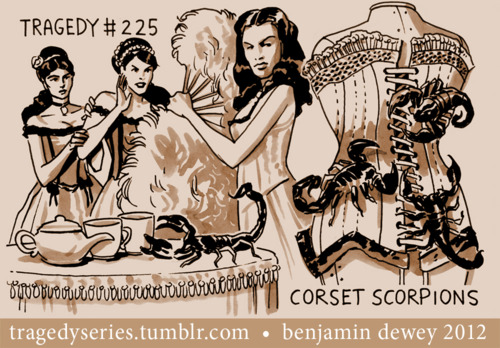 TRAGEDY #225
CORSET SCORPIONS
tragedyseries.tumblr.com • benjamin dewey 2012